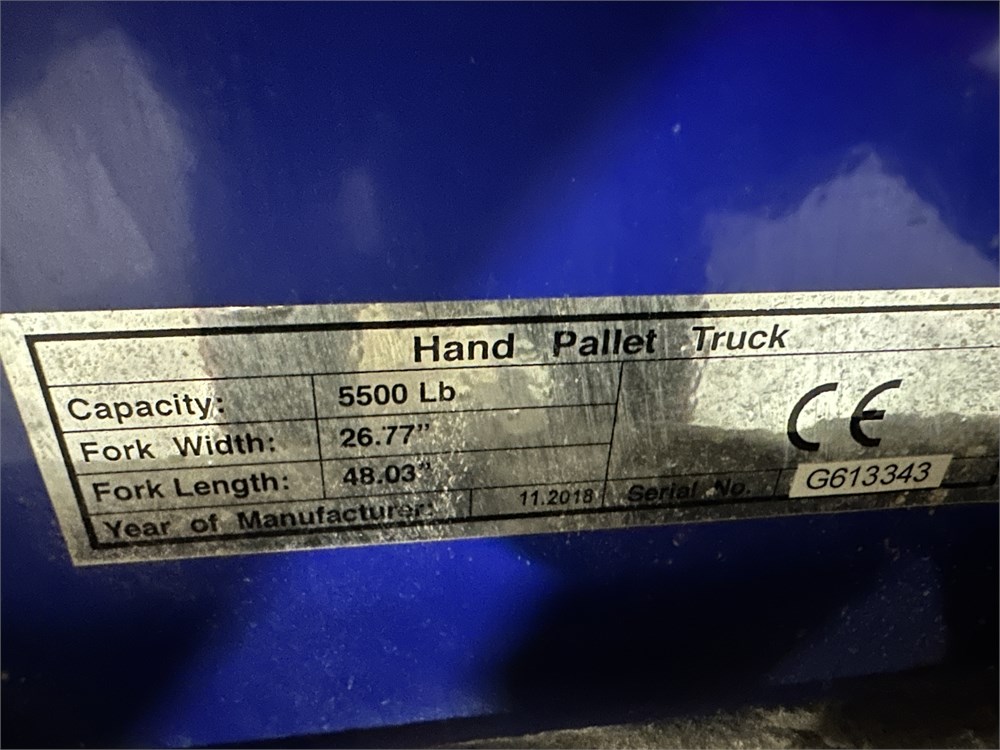 Hand Pallet Truck
Capacity: 5500 Lb
Fork Width: 26.77"
Fork Length: 48.03"
Year of Manufacturer: 11.2018
CE
Serial No. G613343